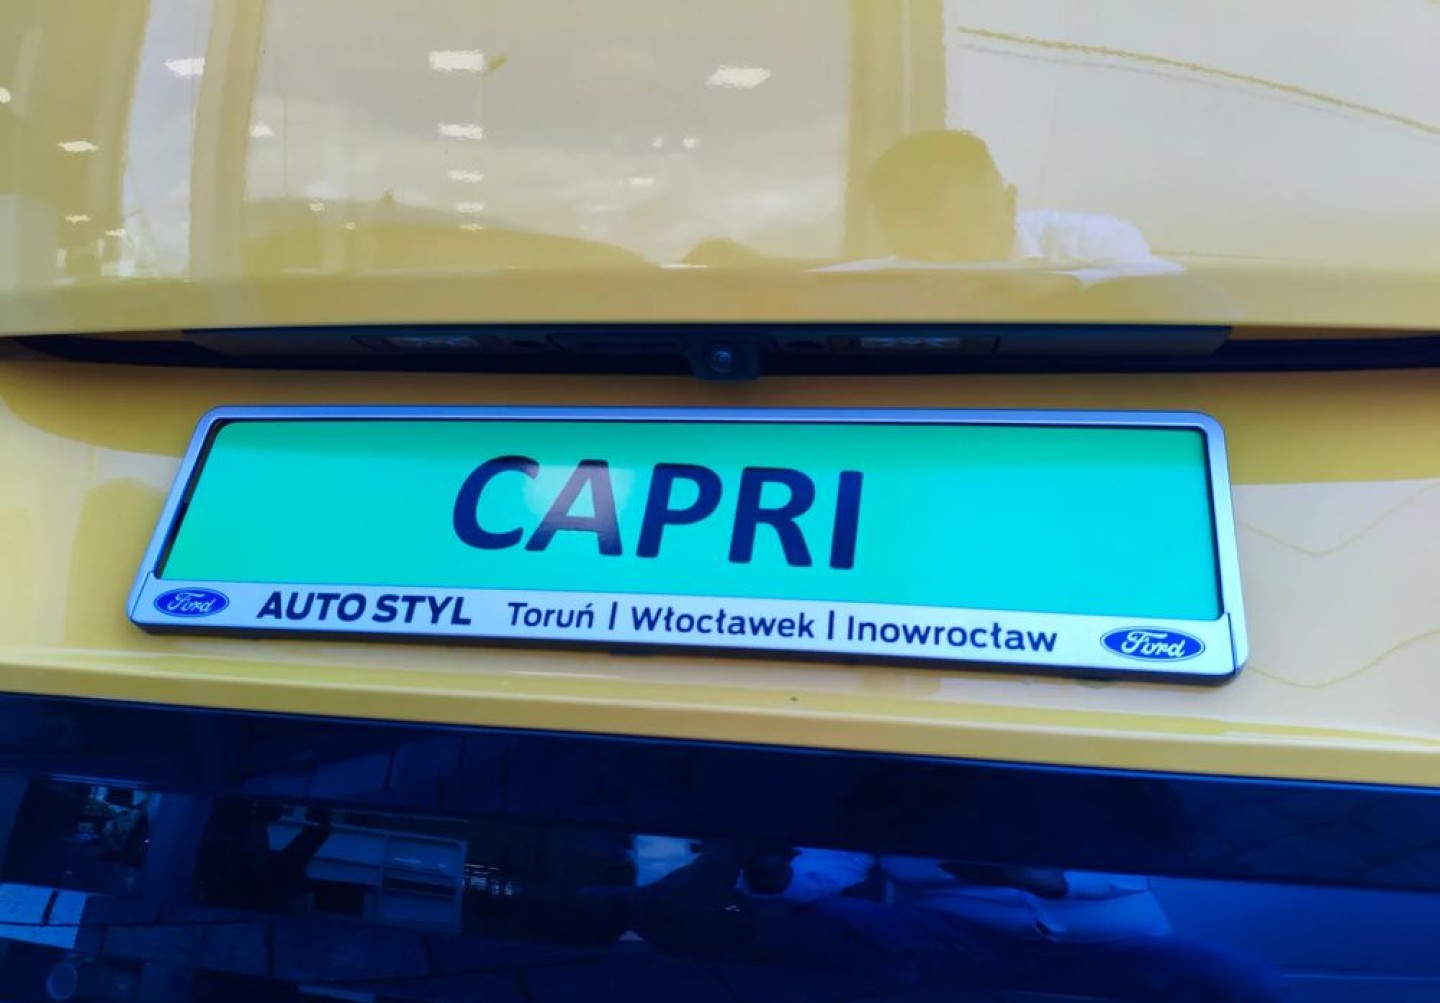 CAPRI
Ford AUTO STYL Toruń | Włocławek | Inowrocław Ford